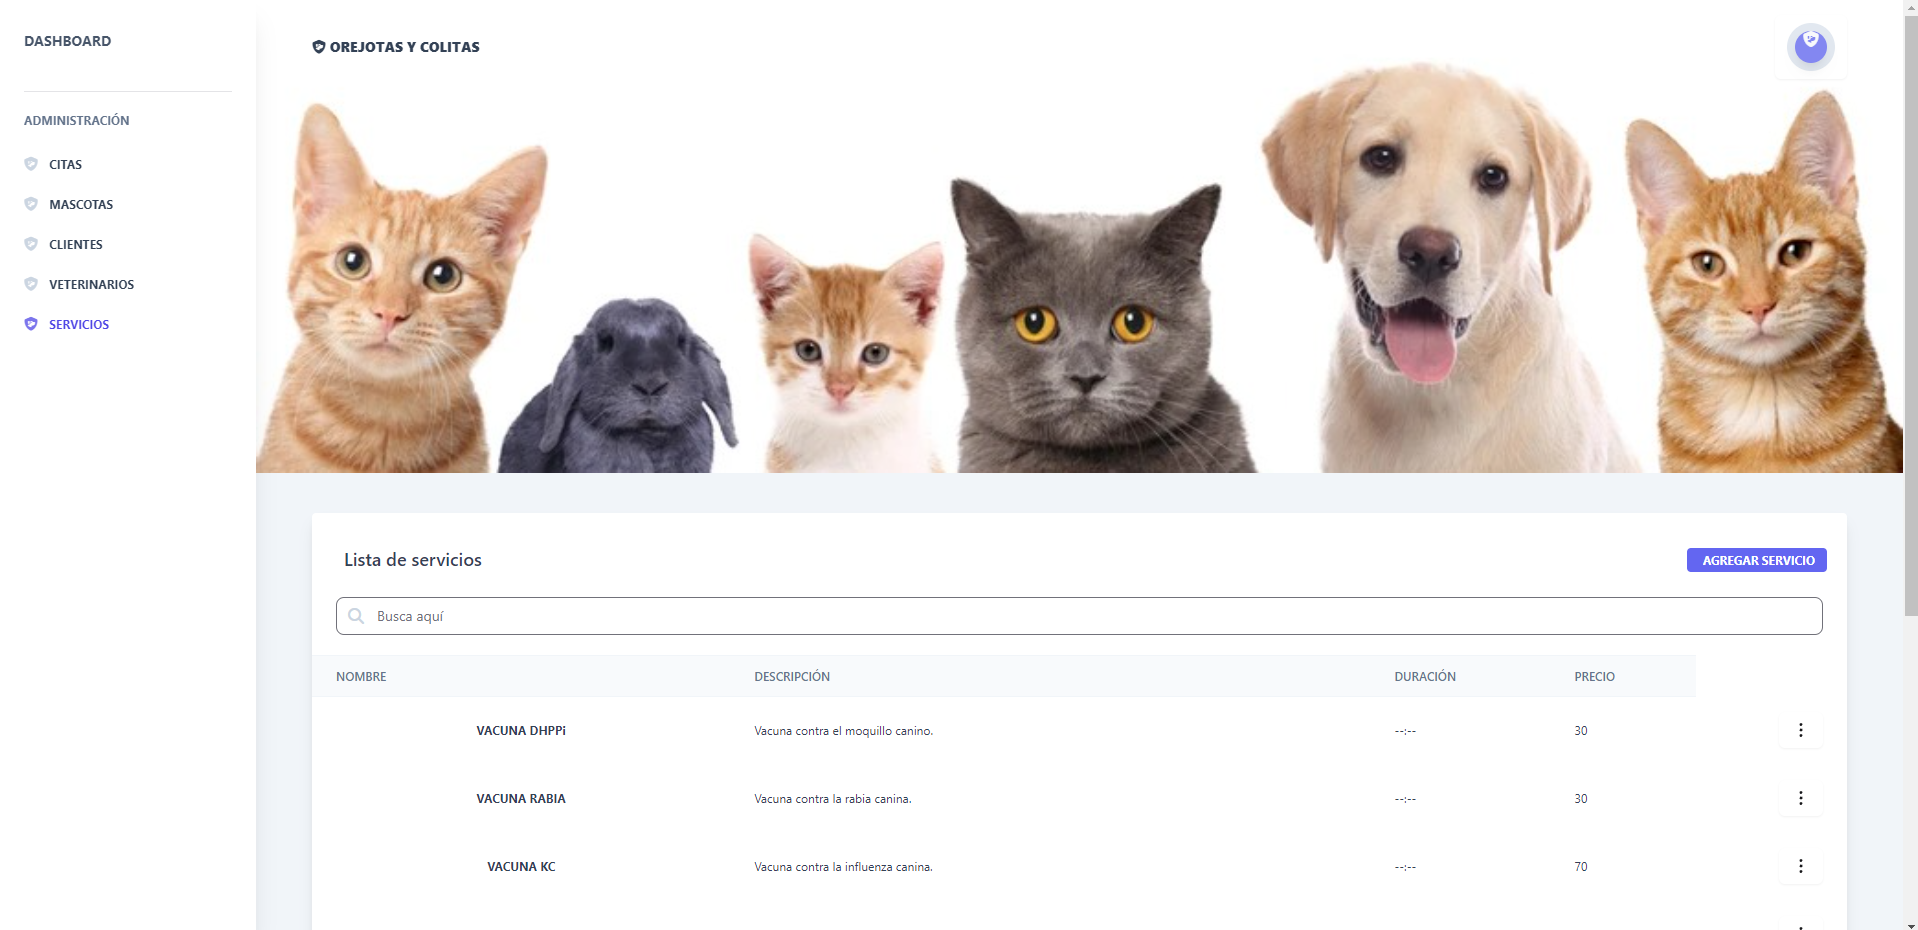 DASHBOARD
ADMINISTRACIÓN
CITAS
MASCOTAS
CLIENTES
VETERINARIOS
SERVICIOS
OREJOTAS Y COLITAS
Lista de servicios
AGREGAR SERVICIO
Busca aquí
NOMBRE DESCRIPCIÓN DURACIÓN PRECIO
VACUNA DHPPi Vacuna contra el moquillo canino. --:-- 30
VACUNA RABIA Vacuna contra la rabia canina. --:-- 30
VACUNA KC Vacuna contra la influenza canina. --:-- 70